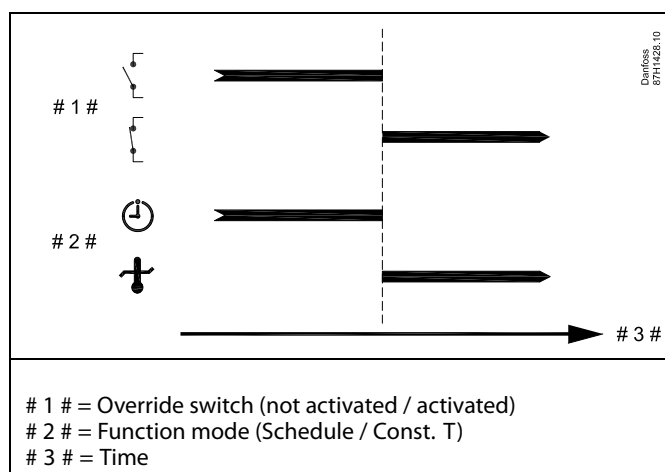 Danfoss
87H1428.10
# 1 #
# 2 #
# 3 #
# 1 # = Override switch (not activated / activated)
# 2 # = Function mode (Schedule / Const. T)
# 3 # = Time